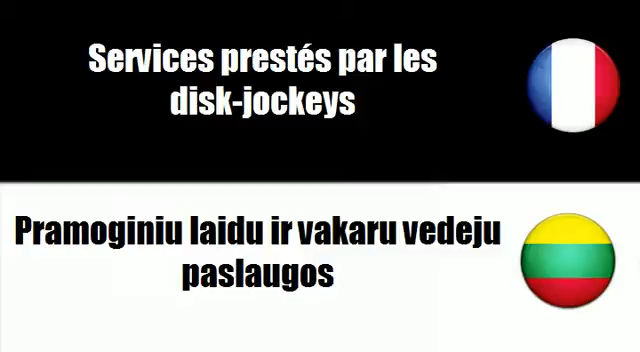 Services prestés par les
disk-jockeys
Pramoginiu laidu ir vakaru vedeju
paslaugos